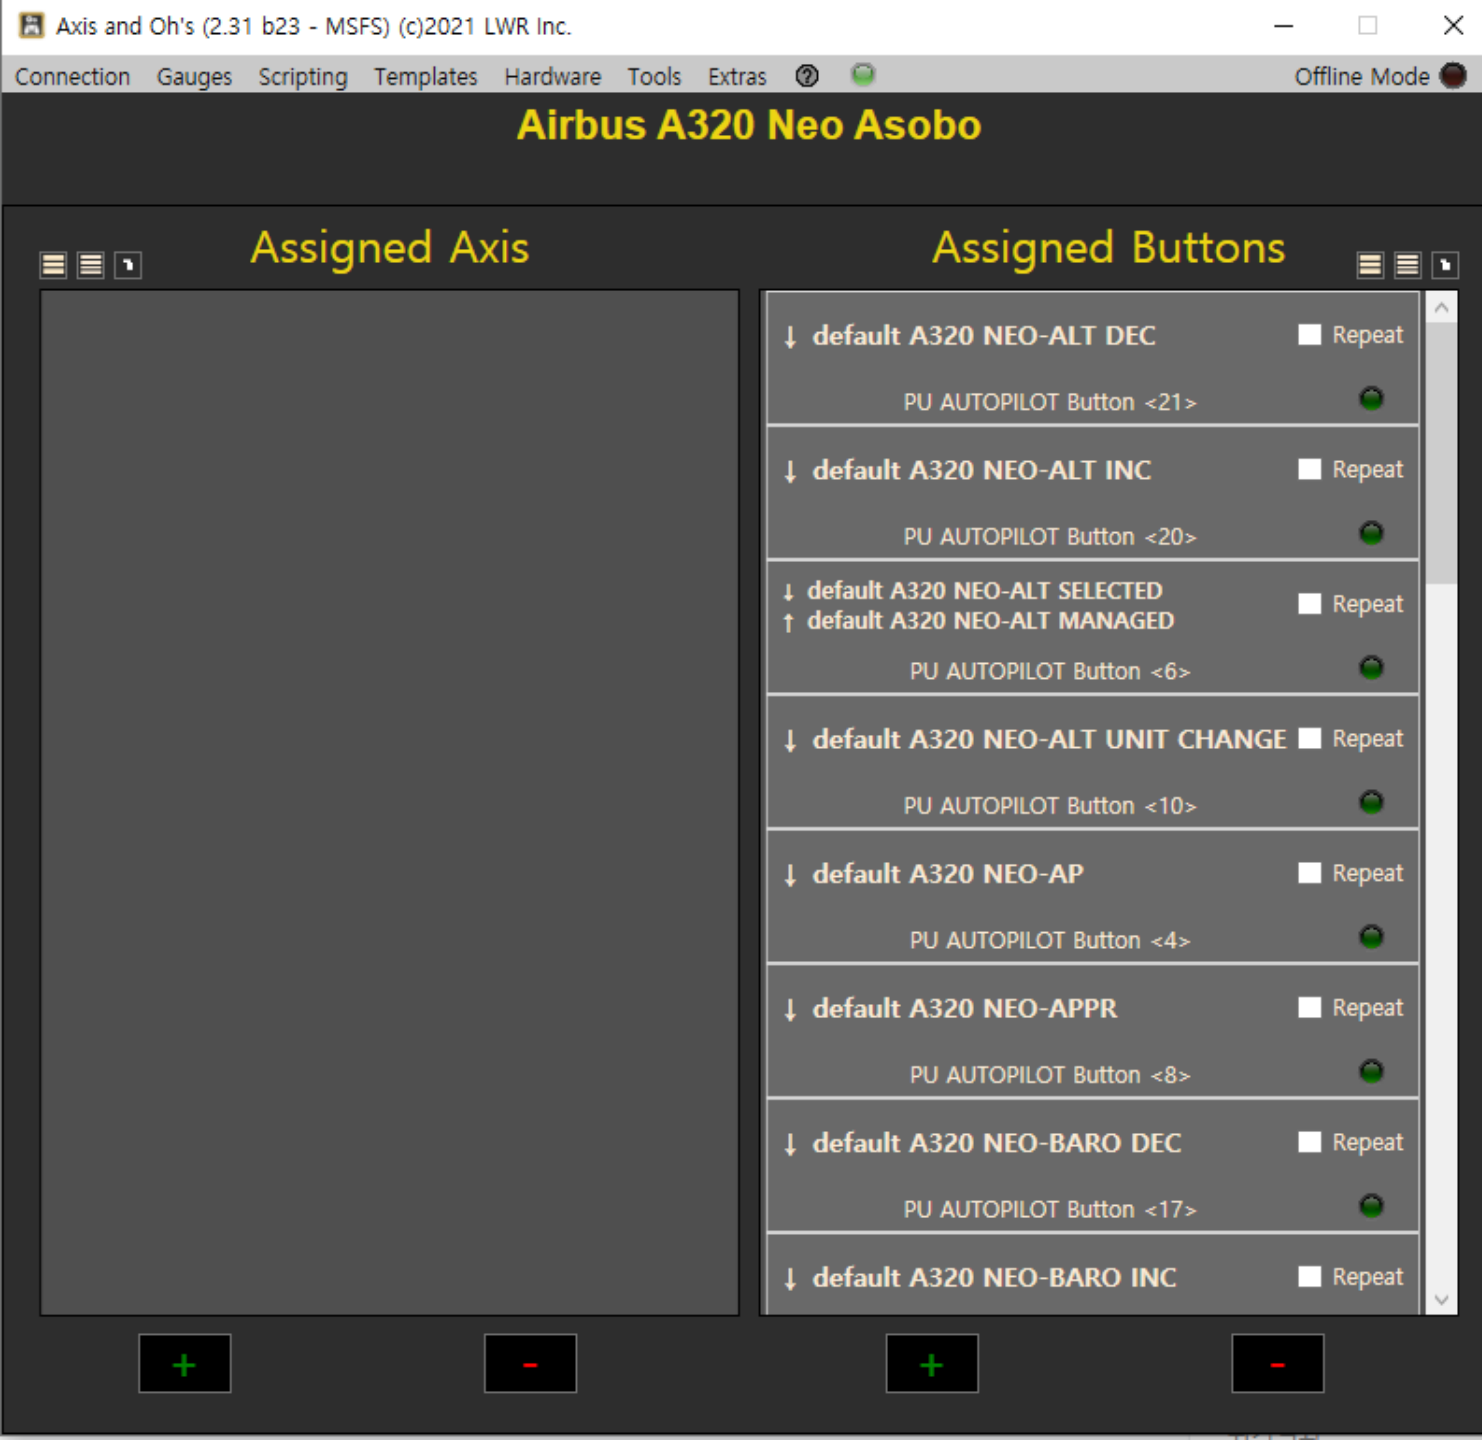 Axis and Oh's (2.31 b23 - MSFS) (c)2021 LWR Inc.
Connection Gauges Scripting Templates Hardware Tools Extras Offline Mode
Airbus A320 Neo Asobo
Assigned Axis
Assigned Buttons
↓ default A320 NEO-ALT DEC Repeat
PU AUTOPILOT Button <21>
↓ default A320 NEO-ALT INC Repeat
PU AUTOPILOT Button <20>
↓ default A320 NEO-ALT SELECTED
↑ default A320 NEO-ALT MANAGED
Repeat
PU AUTOPILOT Button <6>
↓ default A320 NEO-ALT UNIT CHANGE Repeat
PU AUTOPILOT Button <10>
↓ default A320 NEO-AP Repeat
PU AUTOPILOT Button <4>
↓ default A320 NEO-APPR Repeat
PU AUTOPILOT Button <8>
↓ default A320 NEO-BARO DEC Repeat
PU AUTOPILOT Button <17>
↓ default A320 NEO-BARO INC Repeat
+ - + -